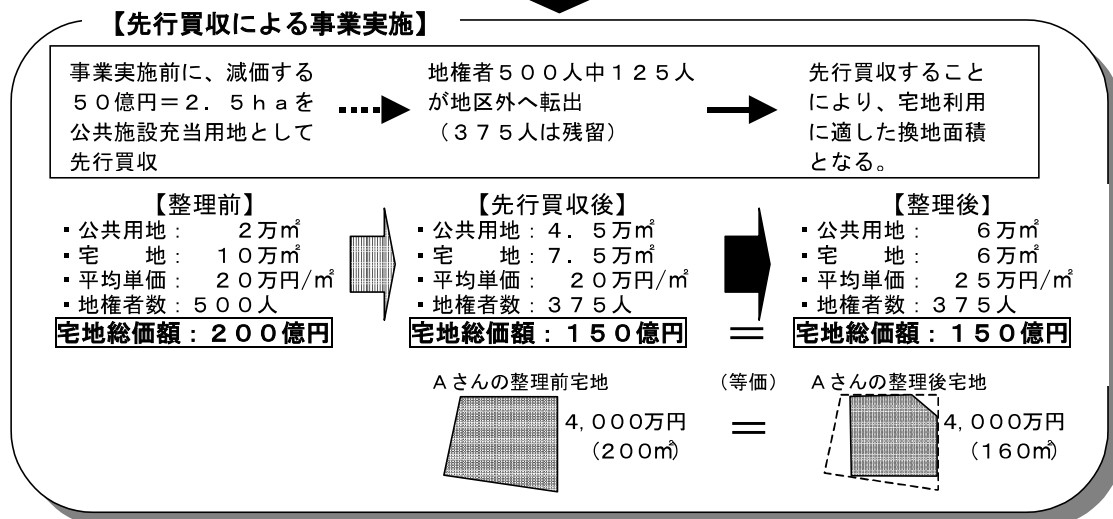 【先行買収による事業実施】
事業実施前に、減価する
５０億円＝２．５ｈａを
公共施設充当用地として
先行買収
地権者５００人中１２５人
が地区外へ転出
（３７５人は残留）
先行買収すること
により、宅地利用
に適した換地面積
となる。
【整理前】
▪公共用地：　　２万㎡
▪宅　　地：　１０万㎡
▪平均単価：　２０万円/㎡
▪地権者数：５００人
宅地総価額：２００億円
【先行買収後】
▪公共用地：４．５万㎡
▪宅　　地：７．５万㎡
▪平均単価：　２０万円/㎡
▪地権者数：３７５人
宅地総価額：１５０億円
＝
【整理後】
▪公共用地：　　６万㎡
▪宅　　地：　　６万㎡
▪平均単価：　２５万円/㎡
▪地権者数：３７５人
宅地総価額：１５０億円
Ａさんの整理前宅地
４,０００万円
（２００㎡）
（等価）
＝
Ａさんの整理後宅地
４,０００万円
（１６０㎡）